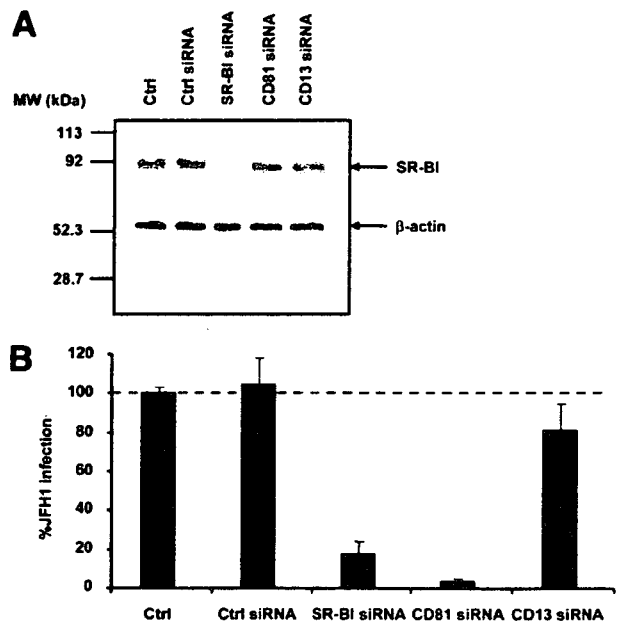 A
Ctrl
Ctrl siRNA
SR-BI siRNA
CD81 siRNA
CD13 siRNA
MW (kDa)
113
92
SR-BI
52.3
β-actin
28.7
B
%JFH1 infection
120
100
80
60
40
20
0
Ctrl
Ctrl siRNA
SR-BI siRNA
CD81 siRNA
CD13 siRNA